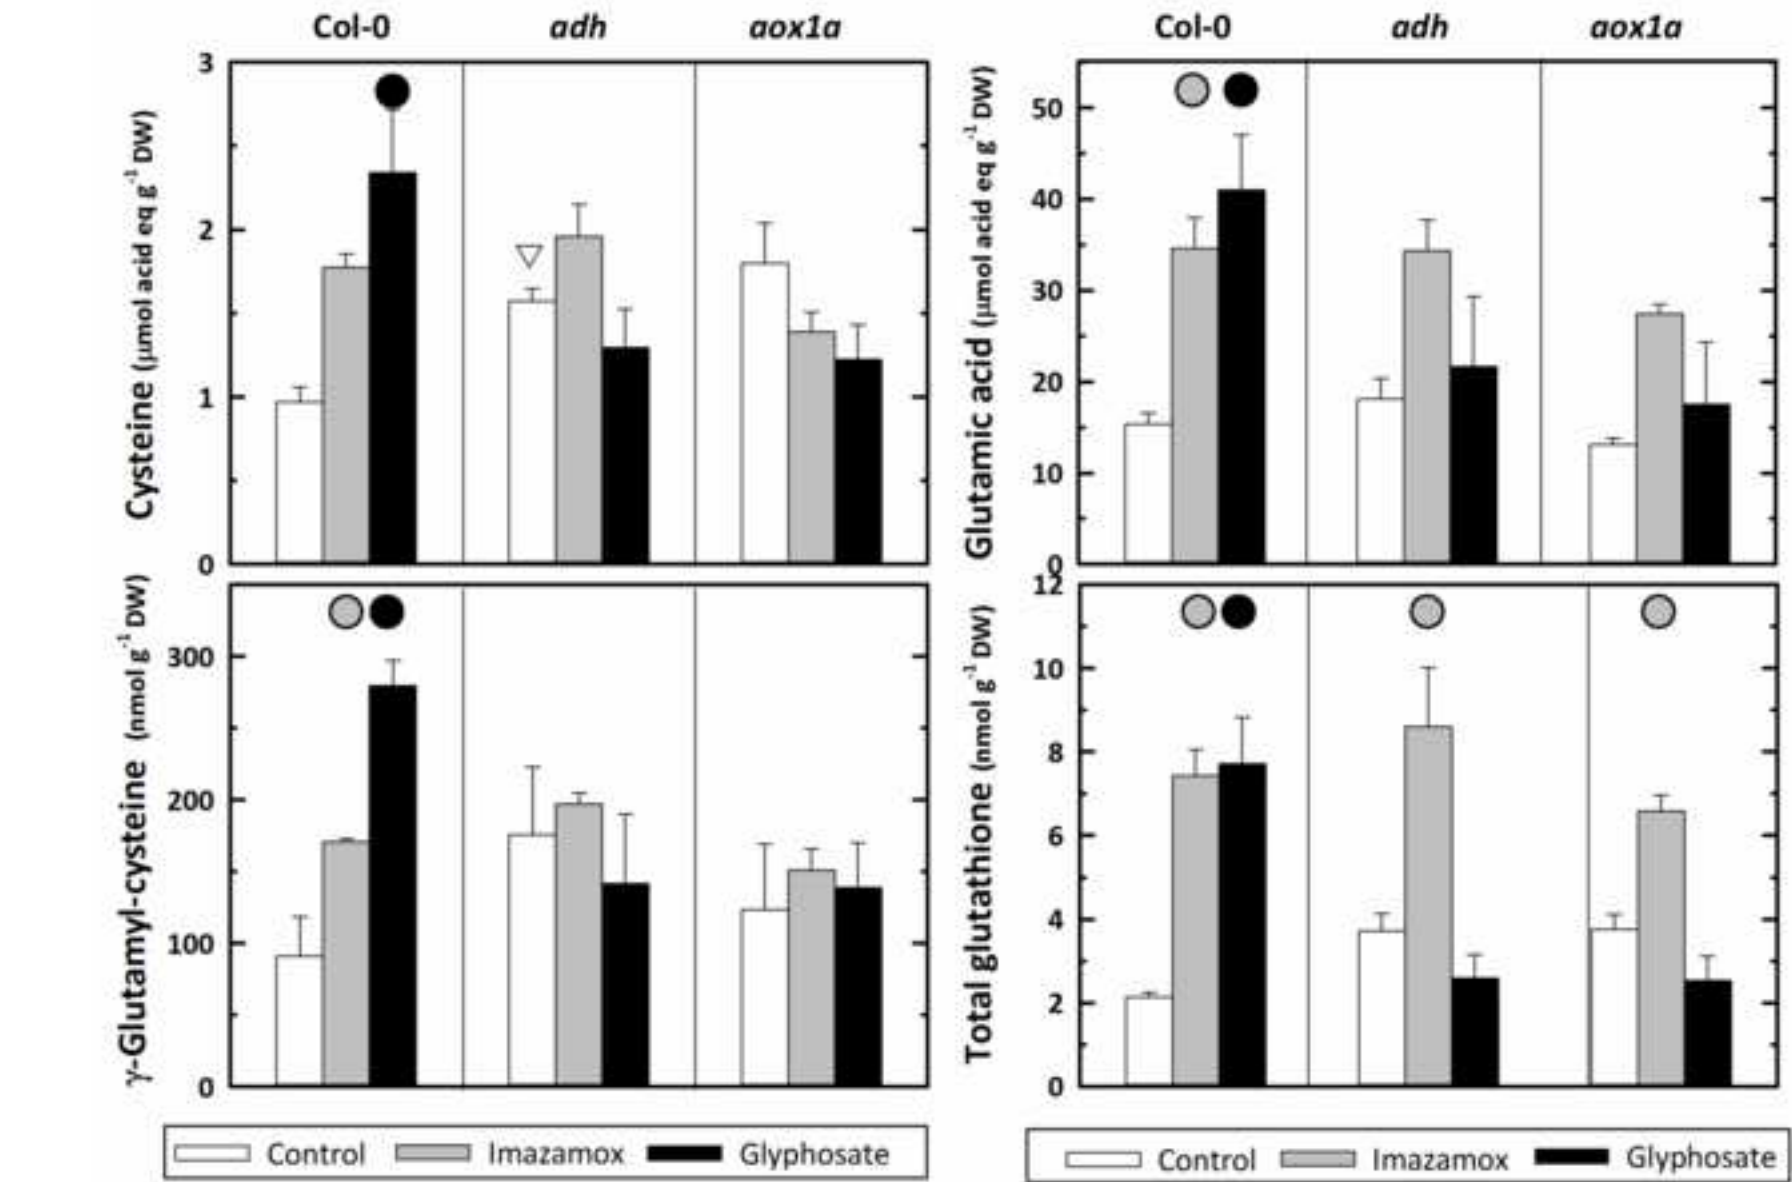 Col-0 adh aox1a
Col-0 adh aox1a
Cysteine (µmol acid eq g⁻¹ DW)
3
2
1
0
Glutamic acid (µmol acid eq g⁻¹ DW)
50
40
30
20
10
0
γ-Glutamyl-cysteine (nmol g⁻¹ DW)
300
200
100
0
Total glutathione (nmol g⁻¹ DW)
12
10
8
6
4
2
0
Control Imazamox Glyphosate
Control Imazamox Glyphosate